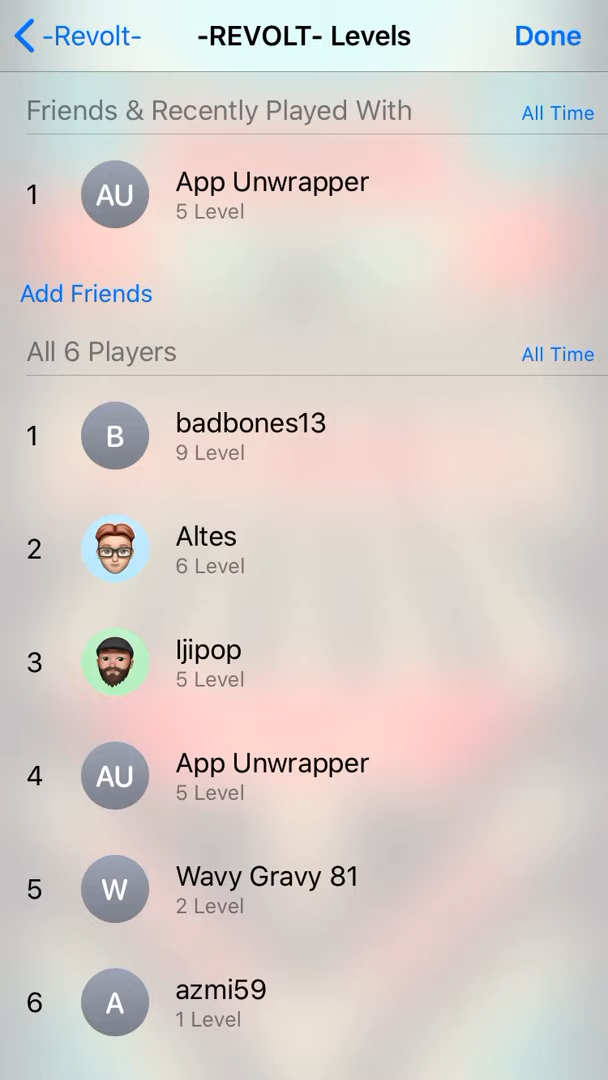 -Revolt-
-REVOLT- Levels
Done
Friends & Recently Played With
All Time
1
AU
App Unwrapper
5 Level
Add Friends
All 6 Players
All Time
1
B
badbones13
9 Level
2
Altes
6 Level
3
ljipop
5 Level
4
AU
App Unwrapper
5 Level
5
W
Wavy Gravy 81
2 Level
6
A
azmi59
1 Level